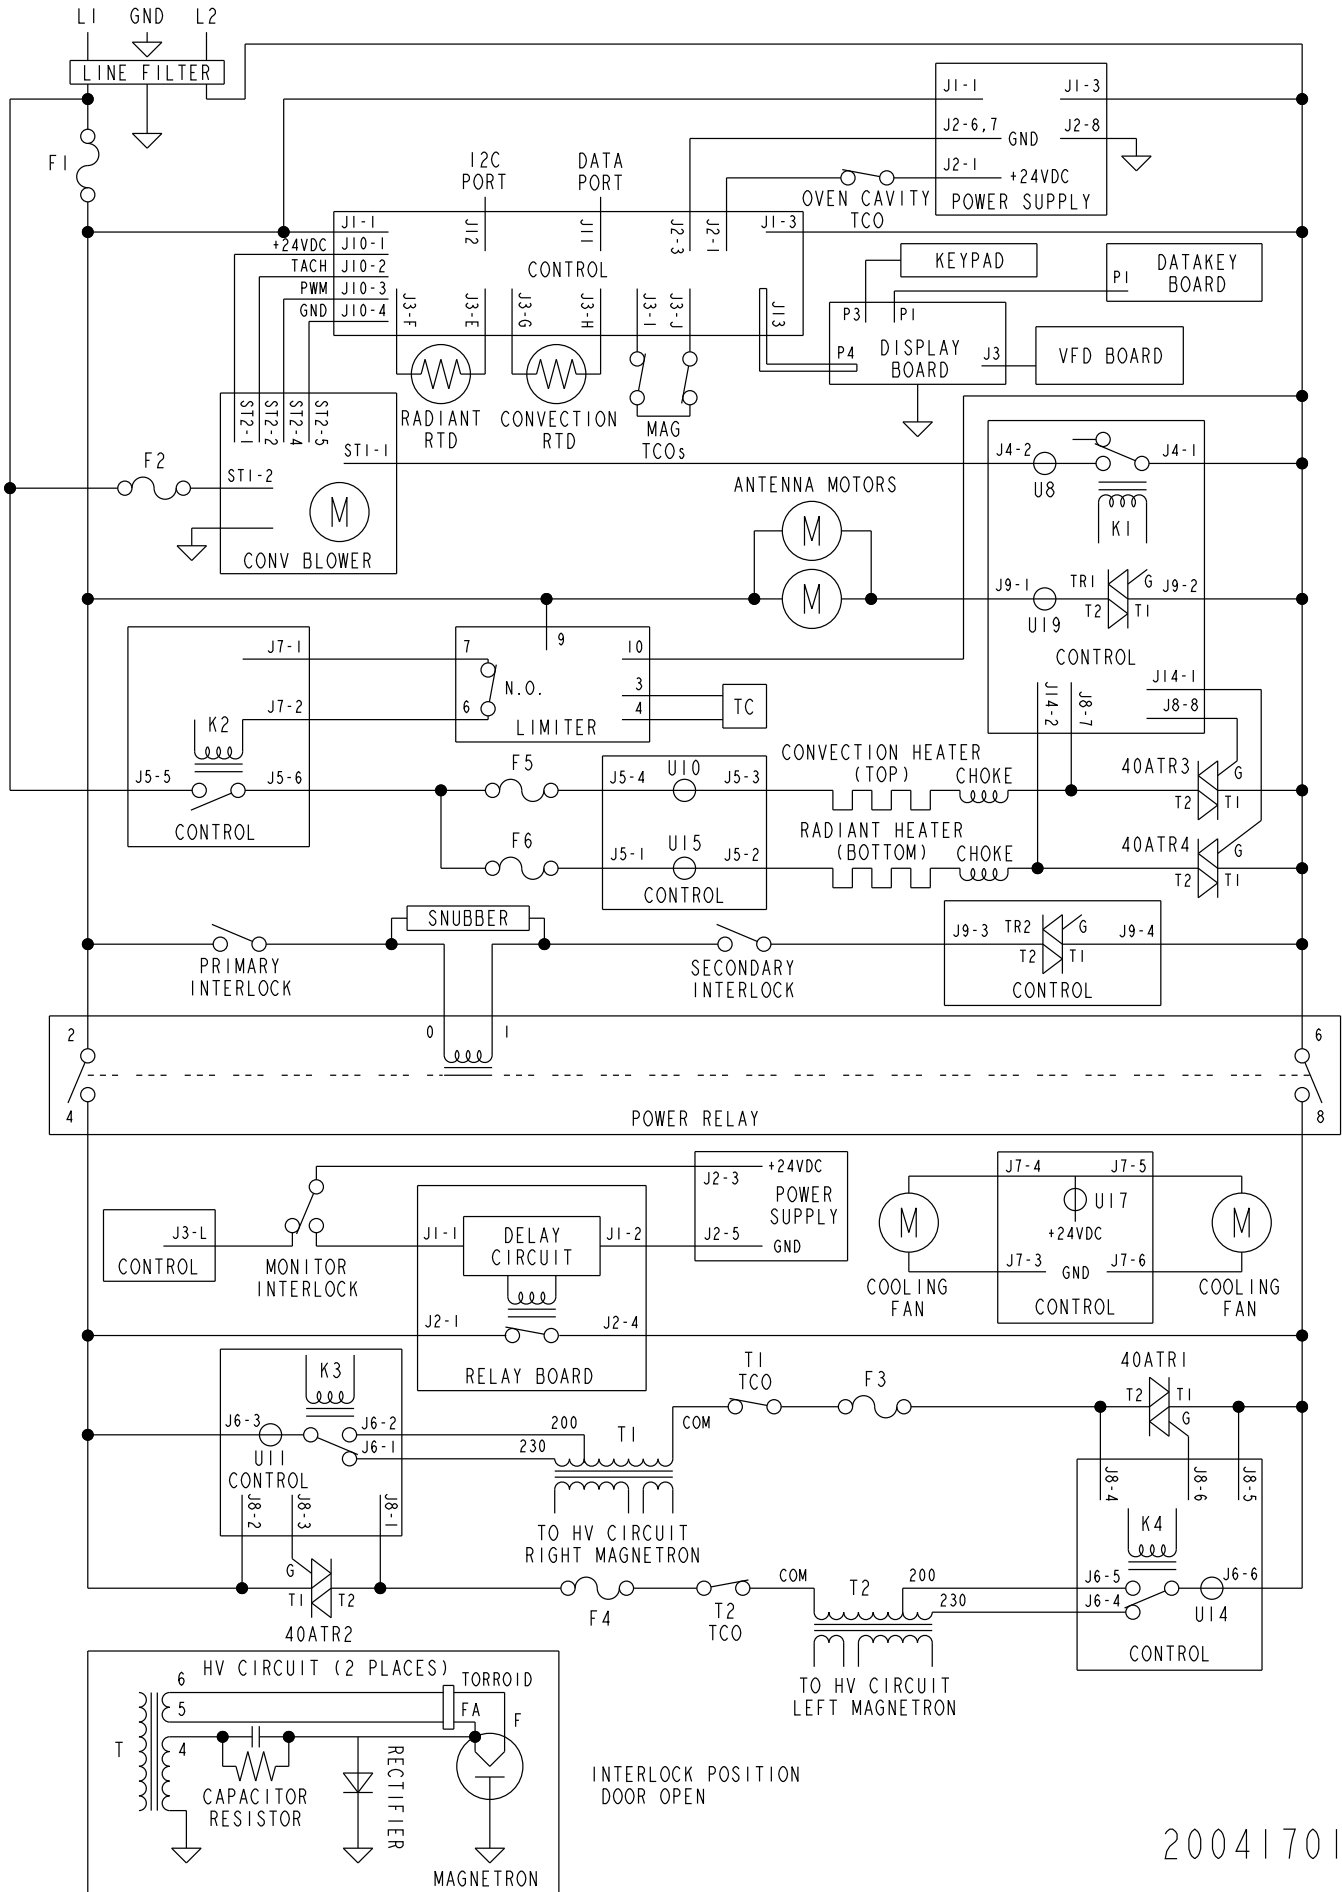 L1 GND L2
LINE FILTER
F1
J1-1 J1-3
J2-6,7 GND J2-8
J2-1 +24VDC
POWER SUPPLY
OVEN CAVITY
TCO
I2C
PORT
DATA
PORT
J1-1 J12 J11 J2-3 J2-1 J1-3
+24VDC J10-1
TACH J10-2
PWM J10-3
GND J10-4
CONTROL
J3-F J3-E J3-G J3-H J3-I J3-J J13
KEYPAD
P1 DATAKEY
BOARD
P3 P1
P4 DISPLAY
BOARD
J3
VFD BOARD
RADIANT
RTD
CONVECTION
RTD
MAG
TCOs
ST2-1 ST2-2 ST2-4 ST2-5
ST1-1
F2
ST1-2
M
CONV BLOWER
J4-2 J4-1
U8
K1
ANTENNA MOTORS
M
M
J9-1 TR1 G J9-2
U19 T2 T1
CONTROL
J14-1
J14-2 J8-7 J8-8
J7-1
J7-2
K2
J5-5 J5-6
CONTROL
7 9 10
N.O. 3
6 4
LIMITER
TC
F5
J5-4 U10 J5-3
CONVECTION HEATER
(TOP) CHOKE
40ATR3 G
T2 T1
F6
J5-1 U15 J5-2
CONTROL
RADIANT HEATER
(BOTTOM) CHOKE
40ATR4 G
T2 T1
SNUBBER
PRIMARY
INTERLOCK
SECONDARY
INTERLOCK
J9-3 TR2 G J9-4
T2 T1
CONTROL
2 0 1 6
4 8
POWER RELAY
J3-L
CONTROL
MONITOR
INTERLOCK
J1-1 DELAY
CIRCUIT
J1-2
J2-1 J2-4
RELAY BOARD
J2-3 +24VDC
POWER
SUPPLY
J2-5 GND
M
COOLING
FAN
J7-4 J7-5
U17
+24VDC
J7-3 GND J7-6
CONTROL
M
COOLING
FAN
K3
J6-3 J6-2
J6-1
U11
CONTROL
J8-2 J8-3 J8-1
200
230
T1
COM
TO HV CIRCUIT
RIGHT MAGNETRON
T1
TCO
F3
40ATR1
T2 T1
G
J8-4 J8-6 J8-5
K4
J6-5 J6-6
J6-4 U14
CONTROL
G
T1 T2
40ATR2
F4
T2
TCO
COM T2 200
230
TO HV CIRCUIT
LEFT MAGNETRON
HV CIRCUIT (2 PLACES)
6 TORROID
5 FA F
T 4
CAPACITOR
RESISTOR
RECTIFIER
MAGNETRON
INTERLOCK POSITION
DOOR OPEN
20041701